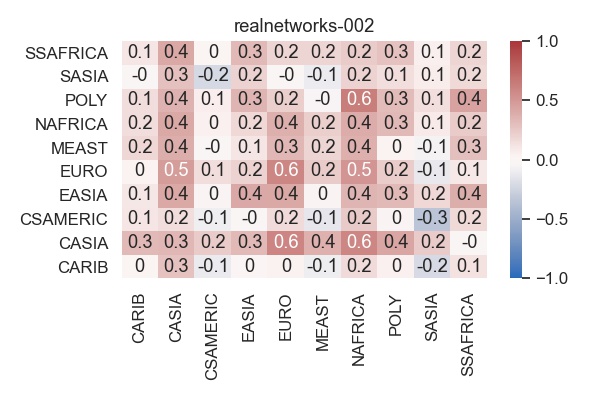 realnetworks-002
SSAFRICA 0.1 0.4 0 0.3 0.2 0.2 0.2 0.3 0.1 0.2
SASIA -0 0.3 -0.2 0.2 -0 -0.1 0.2 0.1 0.1 0.2
POLY 0.1 0.4 0.1 0.3 0.2 -0 0.6 0.3 0.1 0.4
NAFRICA 0.2 0.4 0 0.2 0.4 0.2 0.4 0.3 0.1 0.2
MEAST 0.2 0.4 -0 0.1 0.3 0.2 0.4 0 -0.1 0.3
EURO 0 0.5 0.1 0.2 0.6 0.2 0.5 0.2 -0.1 0.1
EASIA 0.1 0.4 0 0.4 0.4 0 0.4 0.3 0.2 0.4
CSAMERIC 0.1 0.2 -0.1 -0 0.2 -0.1 0.2 0 -0.3 0.2
CASIA 0.3 0.3 0.2 0.3 0.6 0.4 0.6 0.4 0.2 -0
CARIB 0 0.3 -0.1 0 0 -0.1 0.2 0 -0.2 0.1
CARIB CASIA CSAMERIC EASIA EURO MEAST NAFRICA POLY SASIA SSAFRICA
1.0
0.5
0.0
−0.5
−1.0